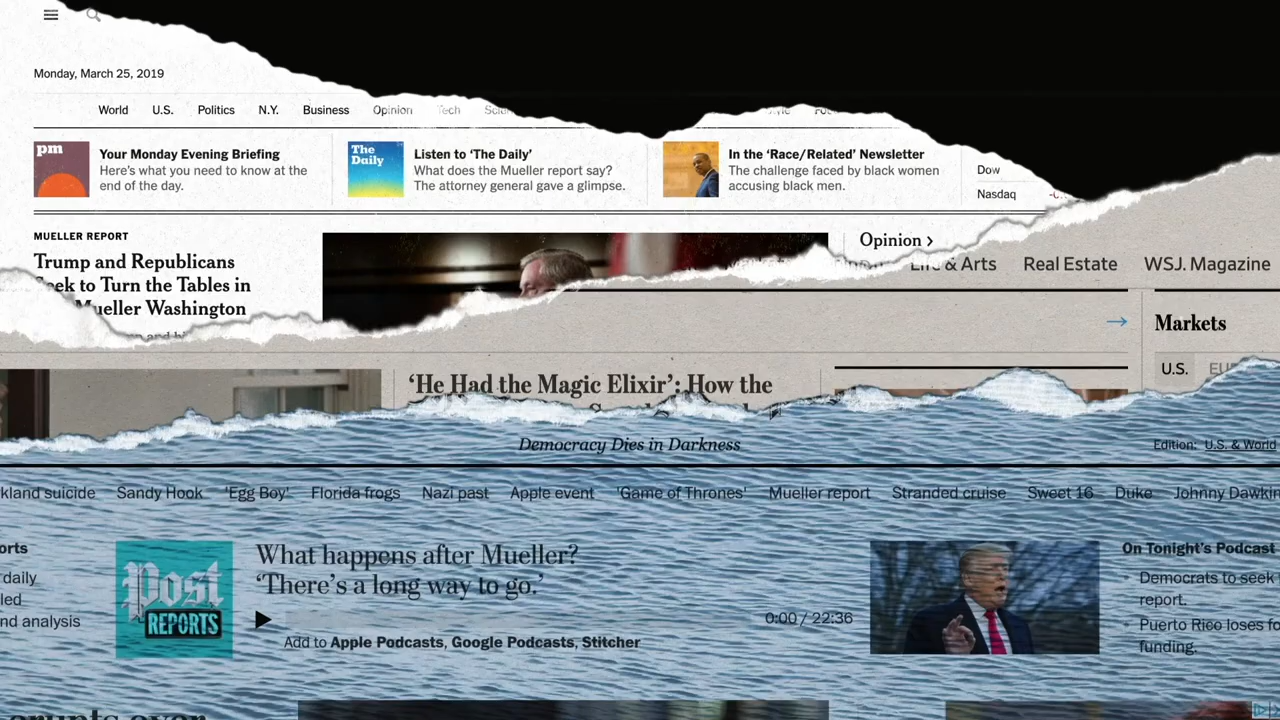 Monday, March 25, 2019
World U.S. Politics N.Y. Business Opinion Tech
pm
Your Monday Evening Briefing
Here's what you need to know at the
end of the day.
The
Daily
Listen to ‘The Daily’
What does the Mueller report say?
The attorney general gave a glimpse.
In the ‘Race/Related’ Newsletter
The challenge faced by black women
accusing black men.
Dow
Nasdaq
MUELLER REPORT
Trump and Republicans
Seek to Turn the Tables in
Mueller Washington
Opinion >
Life & Arts Real Estate WSJ. Magazine
→
Markets
U.S.
‘He Had the Magic Elixir’: How the
Democracy Dies in Darkness
Edition: U.S. & World
suicide Sandy Hook 'Egg Boy' Florida frogs Nazi past Apple event 'Game of Thrones' Mueller report Stranded cruise Sweet 16 Duke Johnny
daily
and analysis
Post
REPORTS
What happens after Mueller?
‘There’s a long way to go.’
0:00 / 22:36
Add to Apple Podcasts, Google Podcasts, Stitcher
On Tonight's Podcast
Democrats to seek
report.
Puerto Rico loses
funding.